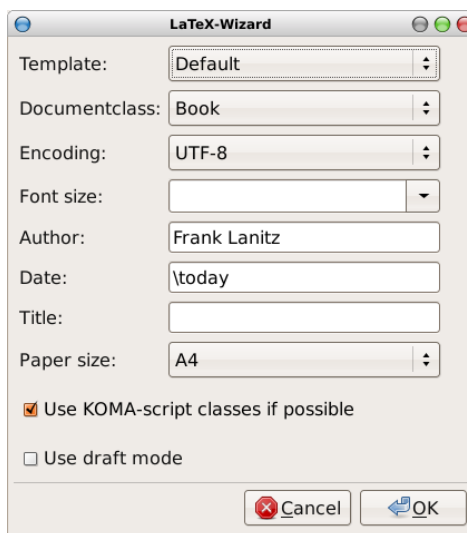 LaTeX-Wizard
Template: Default
Documentclass: Book
Encoding: UTF-8
Font size:
Author: Frank Lanitz
Date: \today
Title:
Paper size: A4
Use KOMA-script classes if possible
Use draft mode
Cancel OK